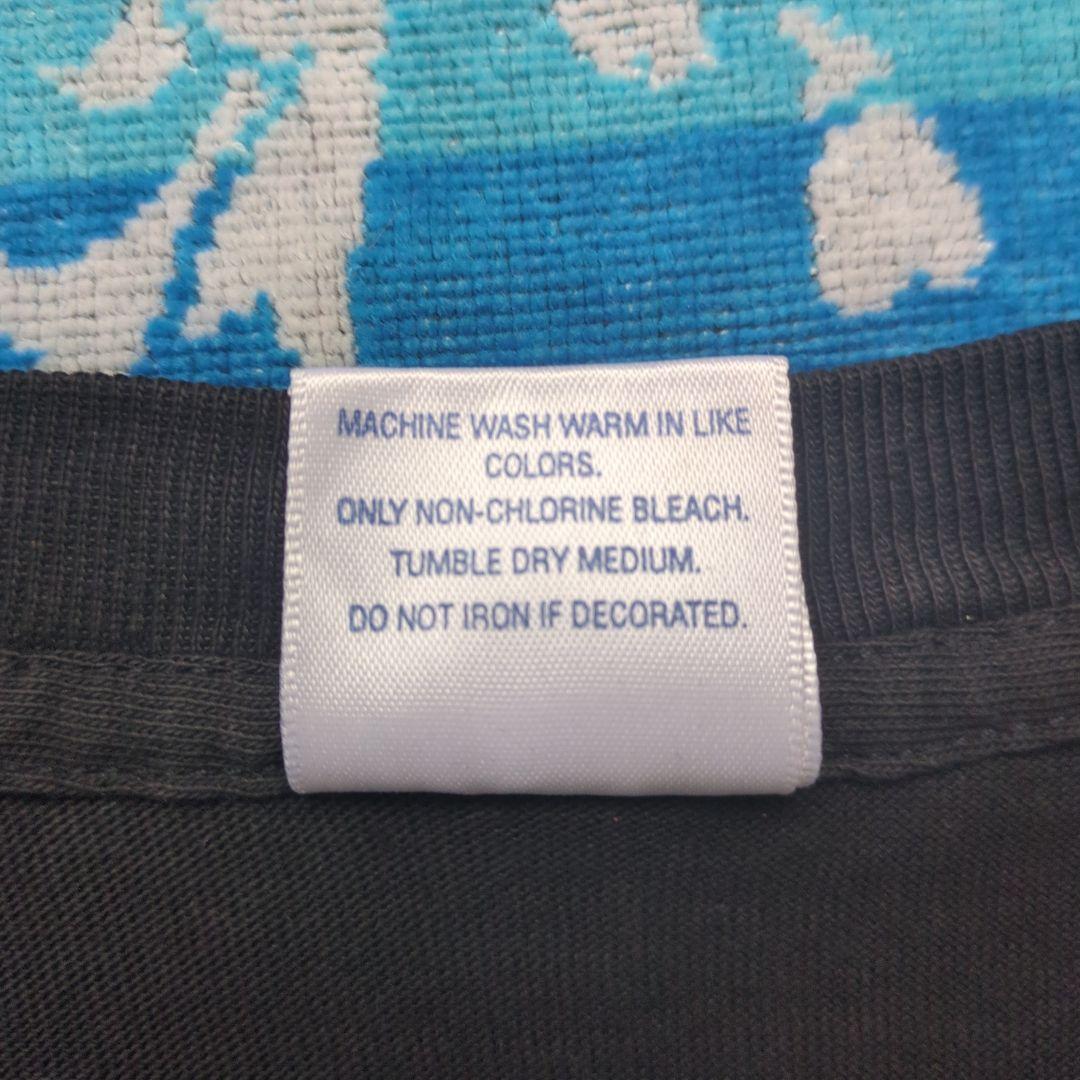 MACHINE WASH WARM IN LIKE
COLORS.
ONLY NON-CHLORINE BLEACH.
TUMBLE DRY MEDIUM.
DO NOT IRON IF DECORATED.